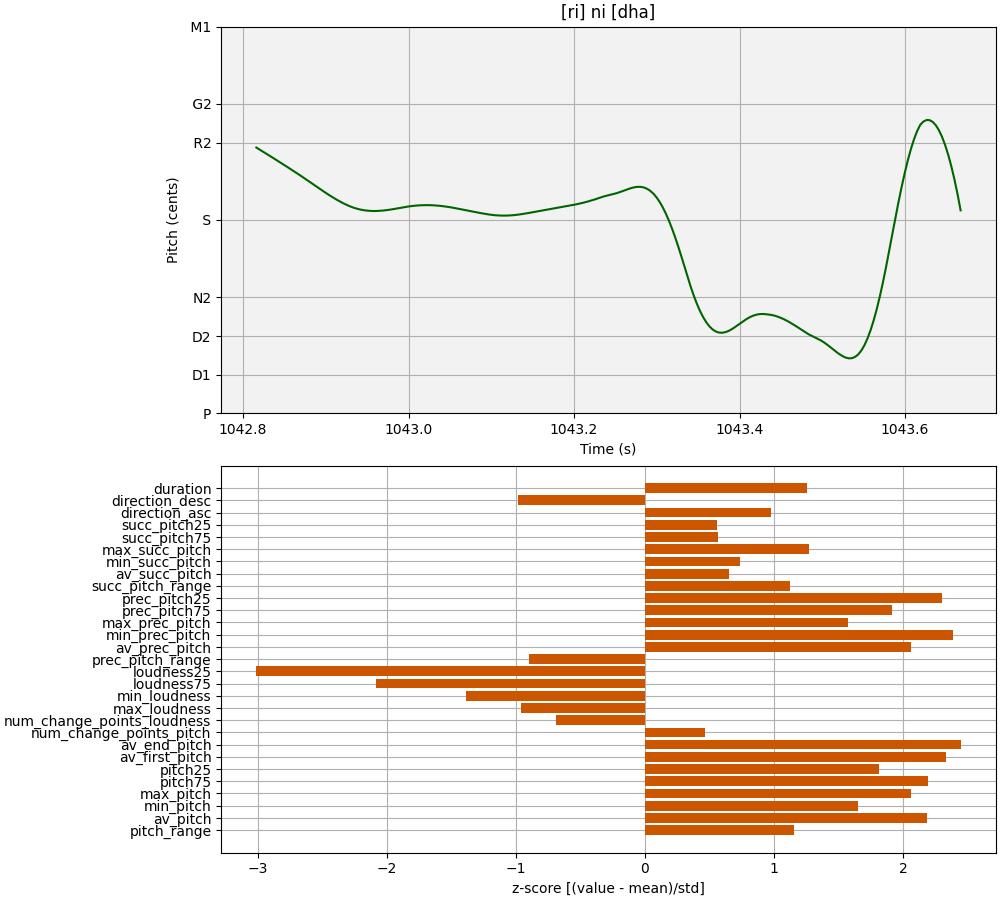 [ri] ni [dha]
M1
G2
R2
S
N2
D2
D1
P
Pitch (cents)
1042.8 1043.0 1043.2 1043.4 1043.6
Time (s)
duration
direction_desc
direction_asc
succ_pitch25
succ_pitch75
max_succ_pitch
min_succ_pitch
av_succ_pitch
succ_pitch_range
prec_pitch25
prec_pitch75
max_prec_pitch
min_prec_pitch
av_prec_pitch
prec_pitch_range
loudness25
loudness75
min_loudness
max_loudness
num_change_points_loudness
num_change_points_pitch
av_end_pitch
av_first_pitch
pitch25
pitch75
max_pitch
min_pitch
av_pitch
pitch_range
−3 −2 −1 0 1 2
z-score [(value - mean)/std]